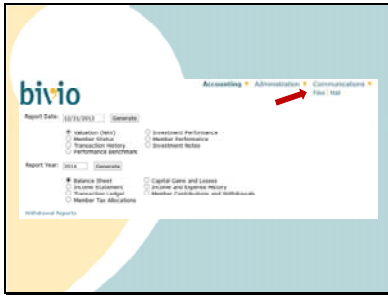 bivio
Accounting Administration Communications
Files Mail
Report Date: 12/31/2013 Generate
Valuation (beta) Investment Performance
Member Status Member Performance
Transaction History Investment Notes
Performance Benchmark
Report Year: Generate
Balance Sheet Capital Gains and Losses
Income Statement Income and Expense History
Transaction Ledger Member Contributions and Withdrawals
Member Tax Allocations
Withdrawal Reports